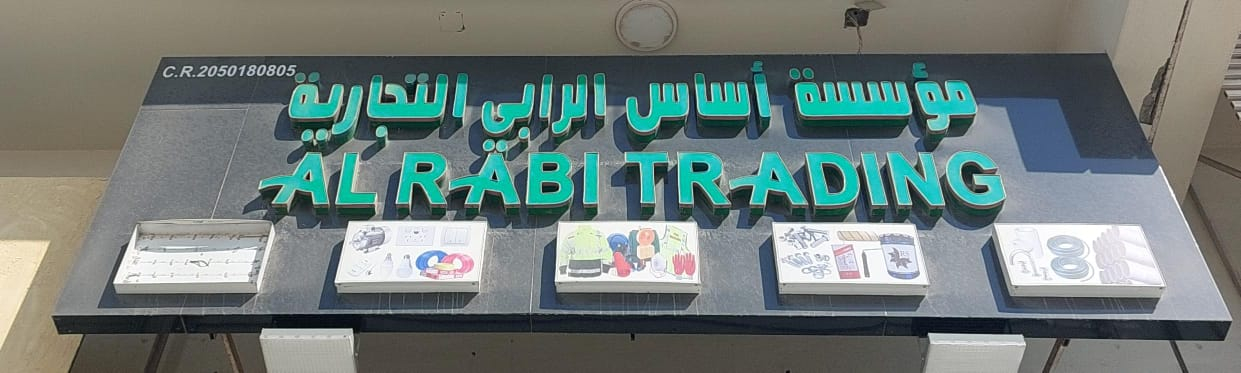 C.R.2050180805
مؤسسة أساس الرابي التجارية
AL RABI TRADING